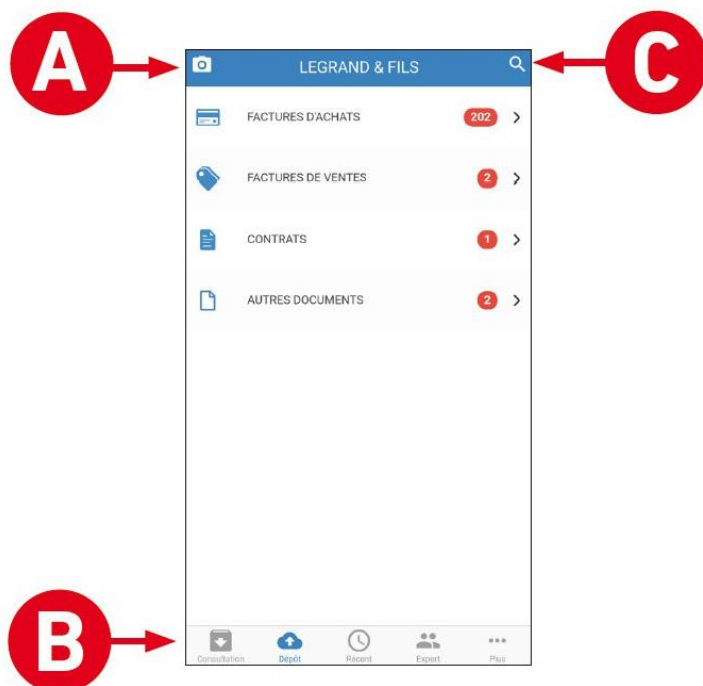 A
LEGRAND & FILS
C
FACTURES D'ACHATS 202
FACTURES DE VENTES 2
CONTRATS 1
AUTRES DOCUMENTS 2
B
Consultation Dépôt Récent Expert Plus